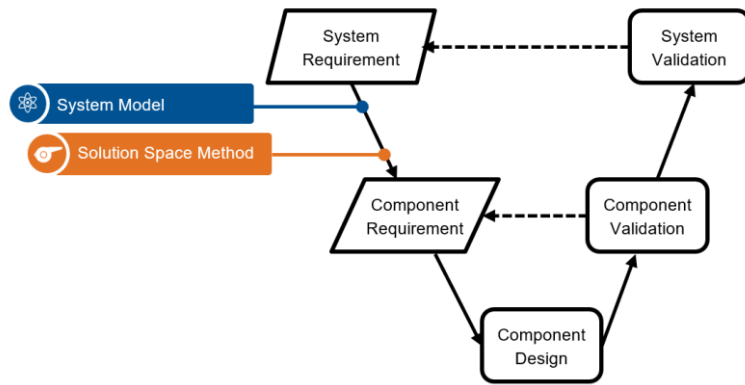 System
Requirement
System
Validation
System Model
Solution Space Method
Component
Requirement
Component
Validation
Component
Design